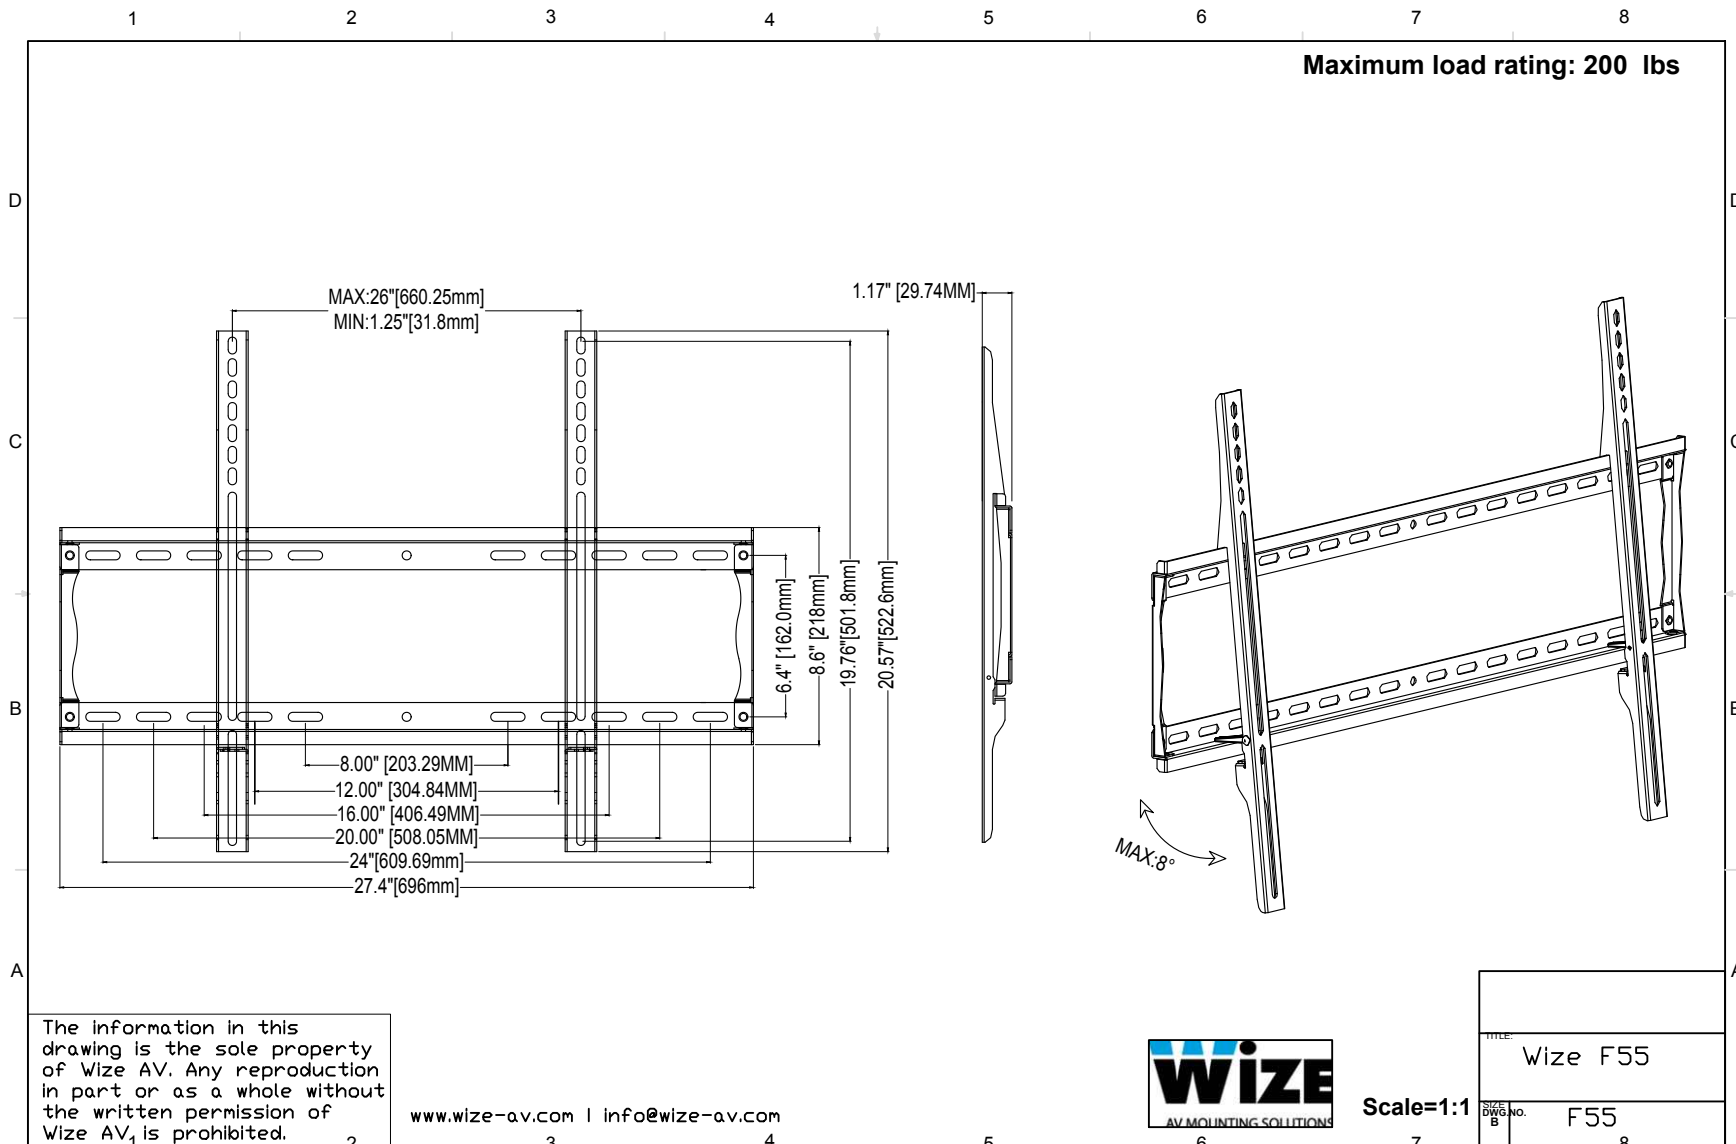 1 2 3 4 5 6 7 8
Maximum load rating: 200 lbs
D
C
B
A
MAX:26"[660.25mm]
MIN:1.25"[31.8mm]
1.17" [29.74MM]
6.4" [162.0mm]
8.6" [218mm]
19.76"[501.8mm]
20.57"[522.6mm]
8.00" [203.29MM]
12.00" [304.84MM]
16.00" [406.49MM]
20.00" [508.05MM]
24"[609.69mm]
27.4"[696mm]
MAX:8°
The information in this
drawing is the sole property
of Wize AV. Any reproduction
in part or as a whole without
the written permission of
Wize AV, is prohibited.
www.wize-av.com | info@wize-av.com
WiZE
AV MOUNTING SOLUTIONS
Scale=1:1
TITLE:
Wize F55
SIZE
DWG.NO.
B
F55
1 2 3 4 5 6 7 8